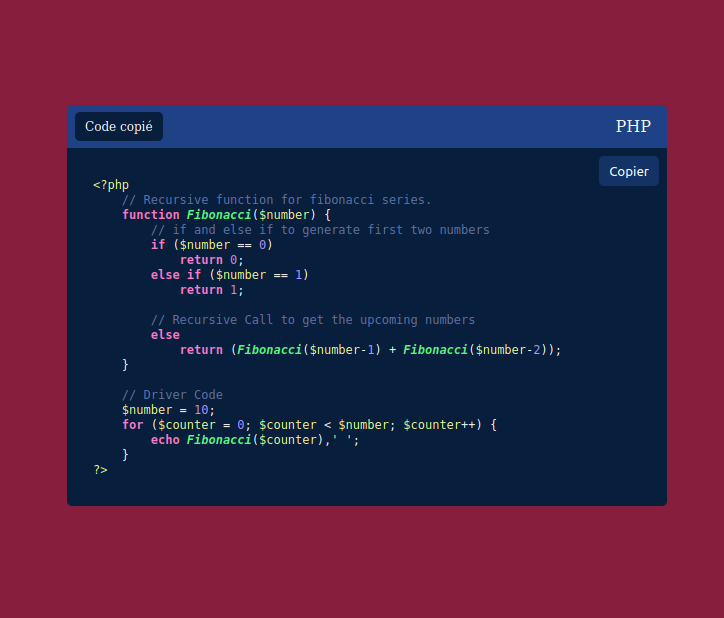 Code copié
PHP
Copier
<?php
    // Recursive function for fibonacci series.
    function Fibonacci($number) {
        // if and else if to generate first two numbers
        if ($number == 0)
            return 0;
        else if ($number == 1)
            return 1;

        // Recursive Call to get the upcoming numbers
        else
            return (Fibonacci($number-1) + Fibonacci($number-2));
    }

    // Driver Code
    $number = 10;
    for ($counter = 0; $counter < $number; $counter++) {
        echo Fibonacci($counter),' ';
    }
?>